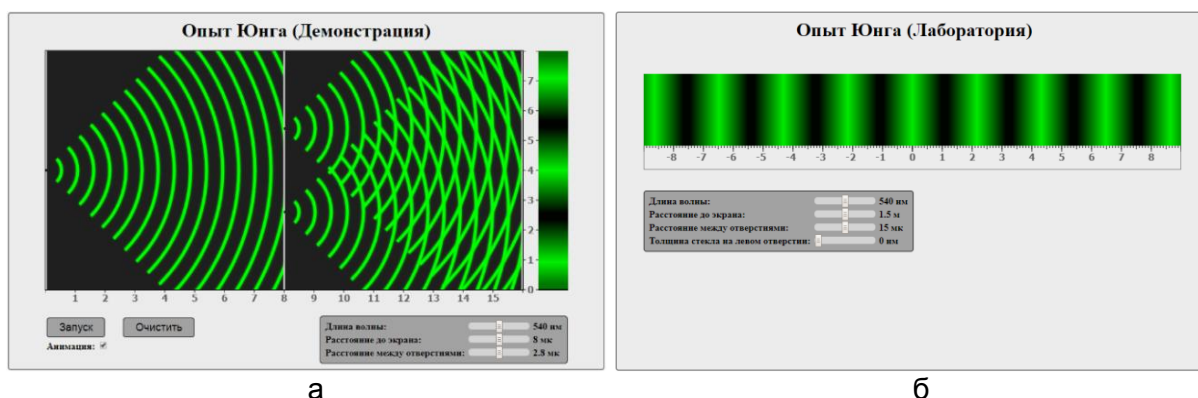 Опыт Юнга (Демонстрация)
7
6
5
4
3
2
1
0
1 2 3 4 5 6 7 8 9 10 11 12 13 14 15
Запуск Очистить
Анимация:
Длина волны: 540 нм
Расстояние до экрана: 8 мк
Расстояние между отверстиями: 2.8 мк
а
Опыт Юнга (Лаборатория)
-8 -7 -6 -5 -4 -3 -2 -1 0 1 2 3 4 5 6 7 8
Длина волны: 540 нм
Расстояние до экрана: 1.5 м
Расстояние между отверстиями: 15 мк
Толщина стекла на левом отверстии: 0 нм
б